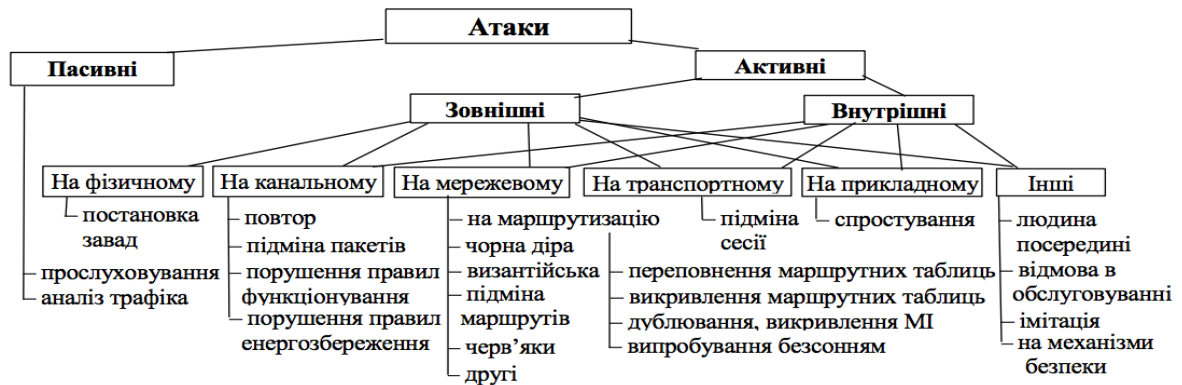 Атаки
Пасивні
Активні
Зовнішні
Внутрішні
На фізичному
На канальному
На мережевому
На транспортному
На прикладному
Інші
постановка
завад
прослуховування
аналіз трафіка
повтор
підміна пакетів
порушення правил
функціонування
порушення правил
енергозбереження
на маршрутизацію
чорна діра
византійська
підміна
маршрутів
черв’яки
другі
переповнення маршрутних таблиць
викривлення маршрутних таблиць
дублювання, викривлення МІ
випробування безсонням
підміна
сесії
спростування
людина
посередині
відмова в
обслуговуванні
імітація
на механізми
безпеки